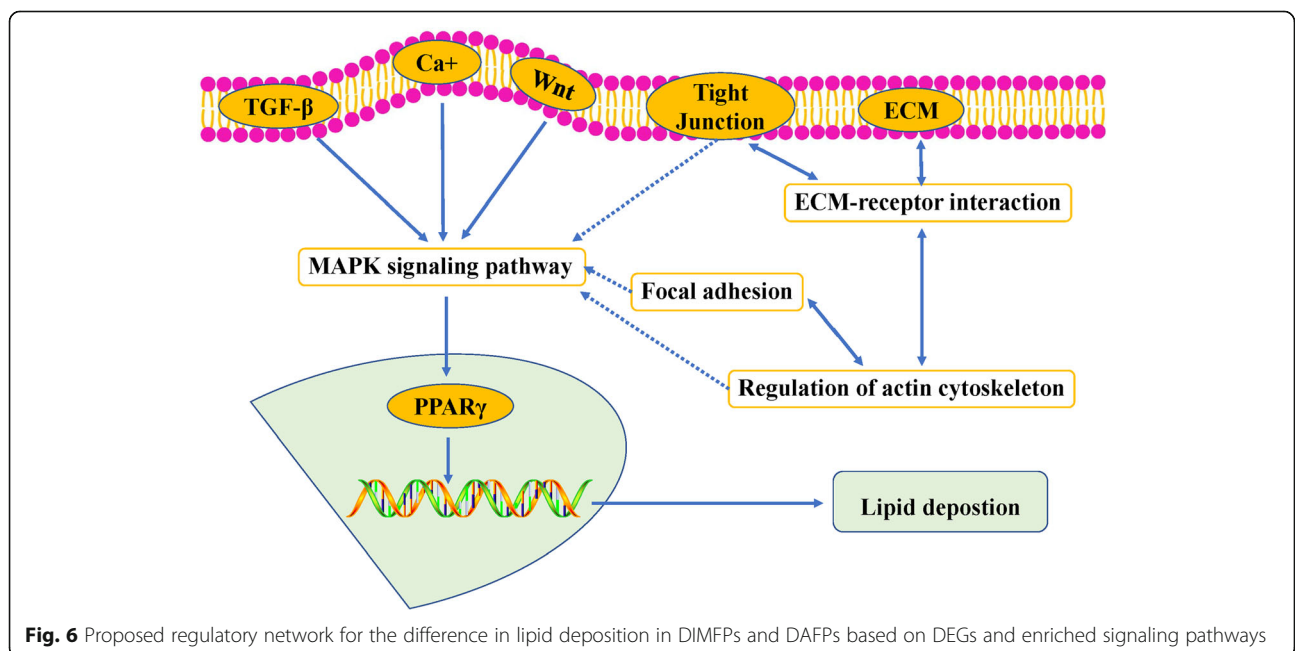 Ca+
Wnt
TGF-β
Tight
Junction
ECM
ECM-receptor interaction
MAPK signaling pathway
Focal adhesion
Regulation of actin cytoskeleton
PPARγ
Lipid depostion
Fig. 6 Proposed regulatory network for the difference in lipid deposition in DIMFPs and DAFPs based on DEGs and enriched signaling pathways